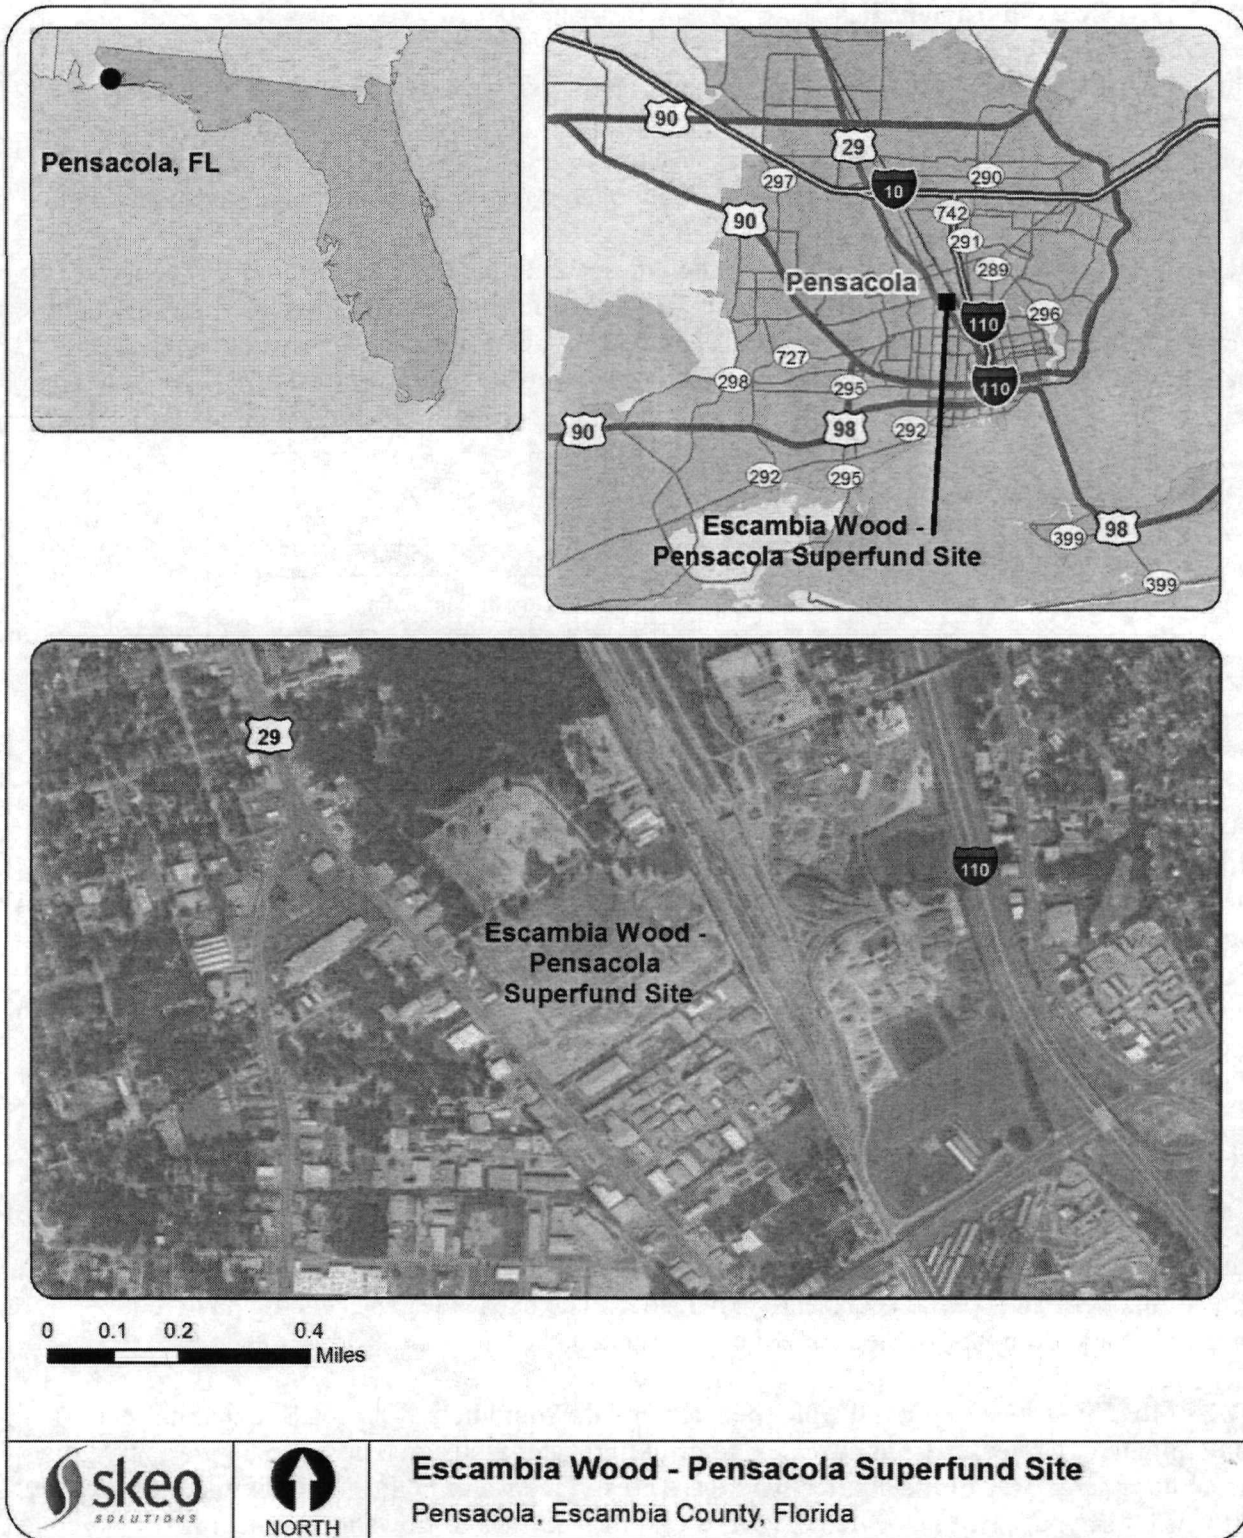 Pensacola, FL
90
29
297
10
290
90
742
291
Pensacola
289
110
296
727
298
295
110
90
98
292
292
295
Escambia Wood -
Pensacola Superfund Site
98
399
399
29
110
Escambia Wood -
Pensacola
Superfund Site
0 0.1 0.2 0.4
Miles
skeo
SOLUTIONS
NORTH
Escambia Wood - Pensacola Superfund Site
Pensacola, Escambia County, Florida